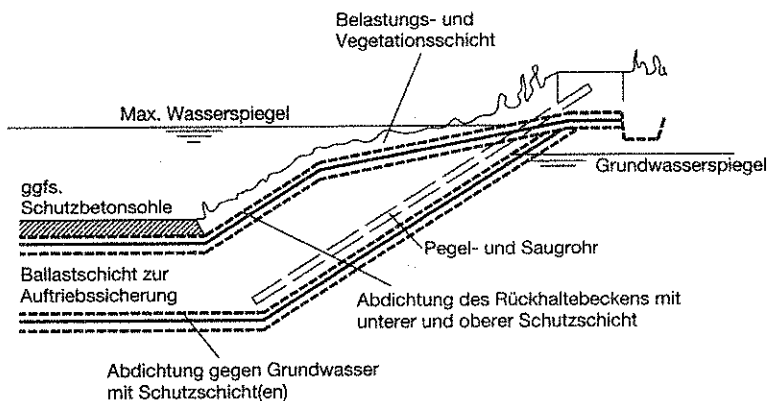 Belastungs- und
Vegetationsschicht
Max. Wasserspiegel
Grundwasserspiegel
ggfs.
Schutzbetonsohle
Pegel- und Saugrohr
Ballastschicht zur
Auftriebssicherung
Abdichtung des Rückhaltebeckens mit
unterer und oberer Schutzschicht
Abdichtung gegen Grundwasser
mit Schutzschicht(en)